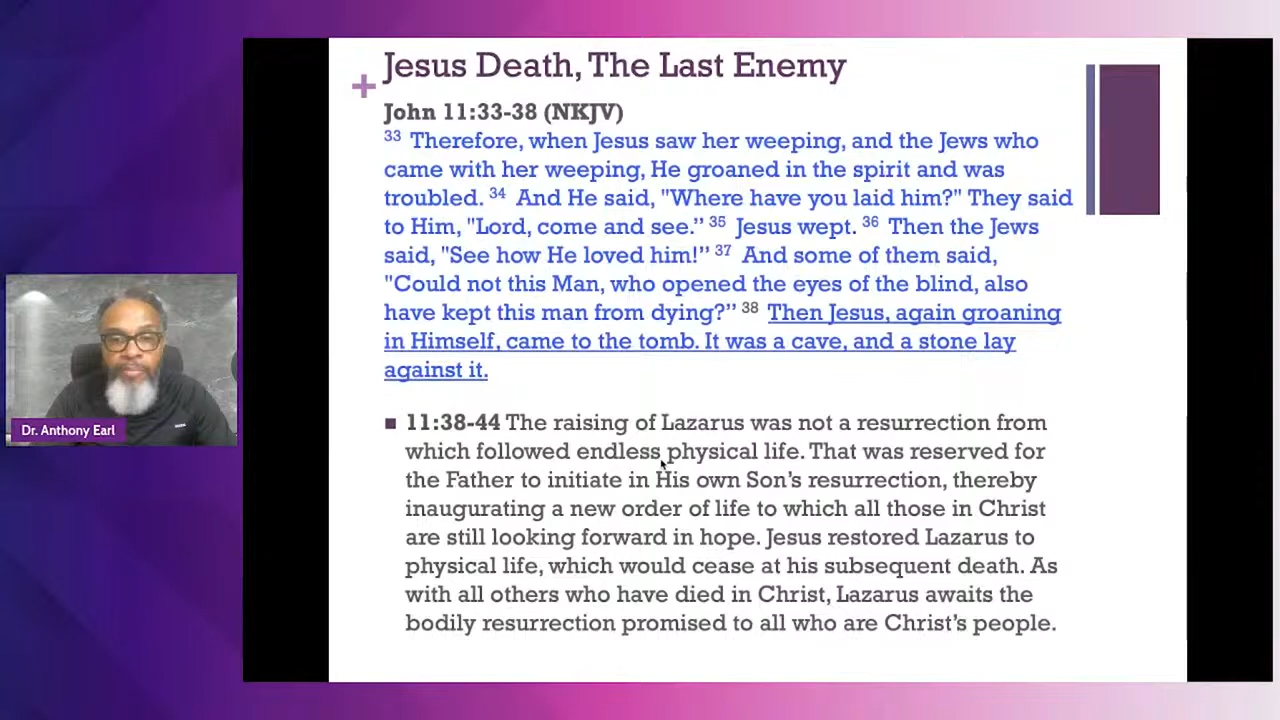 Jesus Death, The Last Enemy
John 11:33-38 (NKJV)
33 Therefore, when Jesus saw her weeping, and the Jews who
came with her weeping, He groaned in the spirit and was
troubled. 34 And He said, "Where have you laid him?" They said
to Him, "Lord, come and see.” 35 Jesus wept. 36 Then the Jews
said, "See how He loved him!” 37 And some of them said,
"Could not this Man, who opened the eyes of the blind, also
have kept this man from dying?” 38 Then Jesus, again groaning
in Himself, came to the tomb. It was a cave, and a stone lay
against it.
11:38-44 The raising of Lazarus was not a resurrection from
which followed endless physical life. That was reserved for
the Father to initiate in His own Son’s resurrection, thereby
inaugurating a new order of life to which all those in Christ
are still looking forward in hope. Jesus restored Lazarus to
physical life, which would cease at his subsequent death. As
with all others who have died in Christ, Lazarus awaits the
bodily resurrection promised to all who are Christ’s people.
Dr. Anthony Earl